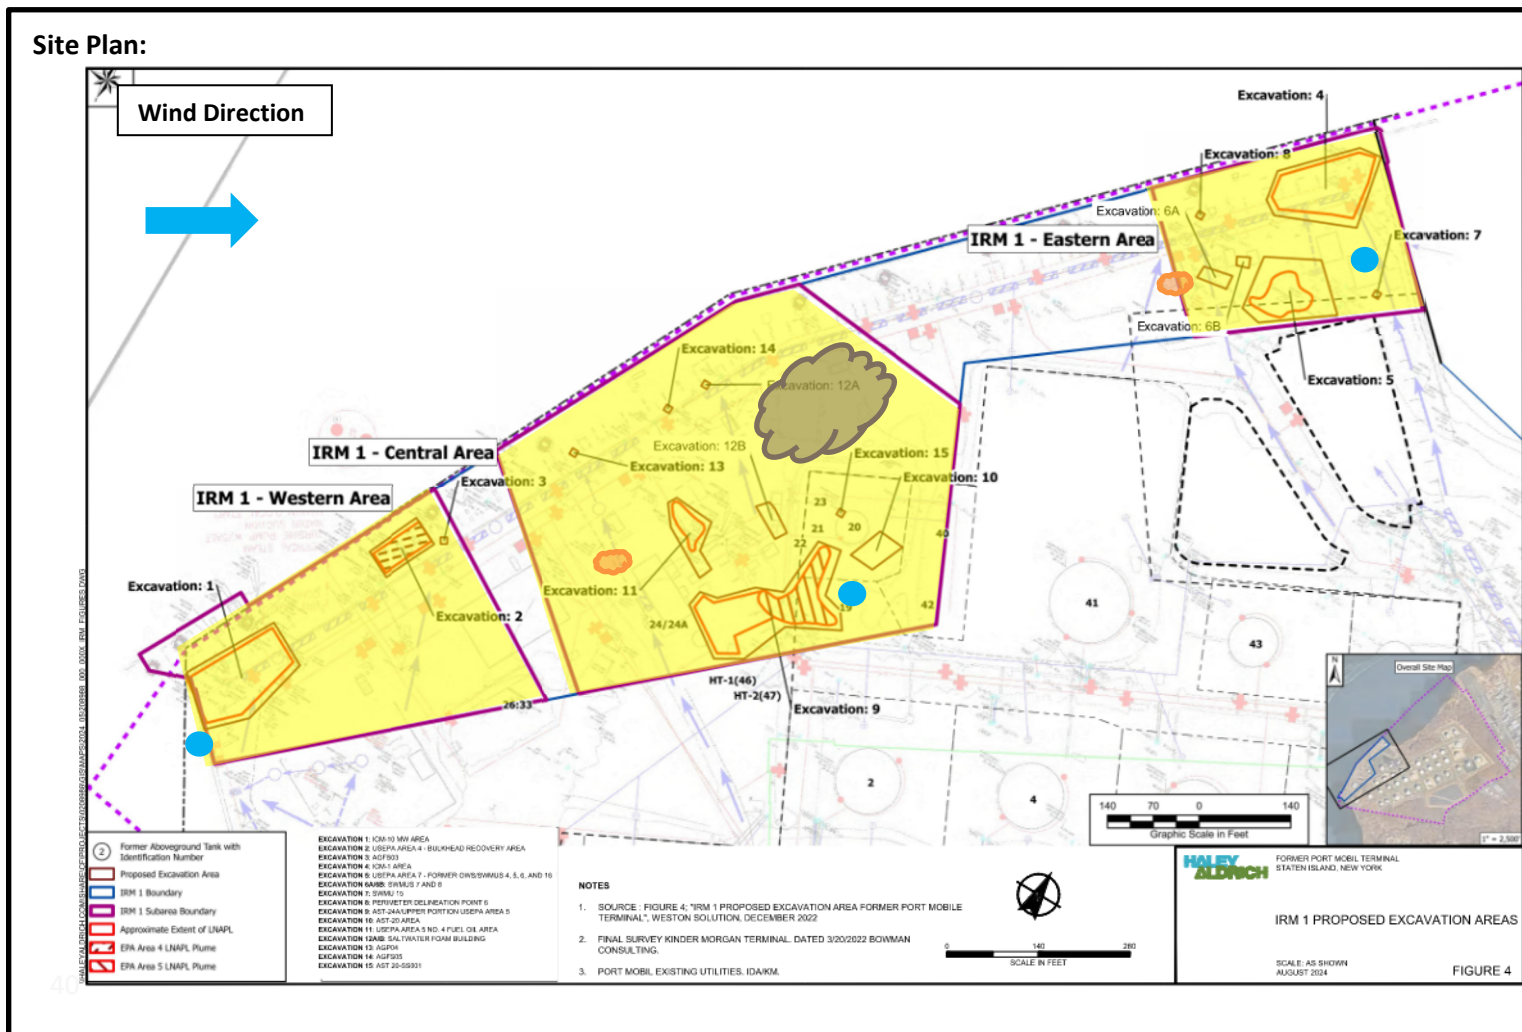 Site Plan:
Wind Direction
Excavation: 4
Excavation: 8
Excavation: 6A
IRM 1 - Eastern Area
Excavation: 7
Excavation: 6B
Excavation: 14
Excavation: 12A
Excavation: 5
IRM 1 - Central Area
Excavation: 12B
Excavation: 15
Excavation: 13
Excavation: 3
Excavation: 10
IRM 1 - Western Area
23
21
20
22
40
Excavation: 1
Excavation: 11
19
42
41
Excavation: 2
24/24A
43
HT-1(46)
HT-2(47)
26:33
Excavation: 9
2
4
N
Overall Site Map
1" = 2,500'
140 70 0 140
Graphic Scale in Feet
2 Former Aboveground Tank with
Identification Number
Proposed Excavation Area
IRM 1 Boundary
IRM 1 Subarea Boundary
Approximate Extent of LNAPL
EPA Area 4 LNAPL Plume
EPA Area 5 LNAPL Plume
EXCAVATION 1: ICM-10 MW AREA
EXCAVATION 2: USEPA AREA 4 - BULKHEAD RECOVERY AREA
EXCAVATION 3: AGFS03
EXCAVATION 4: ICM-1 AREA
EXCAVATION 5: USEPA AREA 7 - FORMER OWS/SWMUS 4, 5, 6, AND 16
EXCAVATION 6A/6B: SWMUS 7 AND 8
EXCAVATION 7: SWMU 15
EXCAVATION 8: PERIMETER DELINEATION POINT 6
EXCAVATION 9: AST-24A/UPPER PORTION USEPA AREA 5
EXCAVATION 10: AST-20 AREA
EXCAVATION 11: USEPA AREA 5 NO. 4 FUEL OIL AREA
EXCAVATION 12A/B: SALTWATER FOAM BUILDING
EXCAVATION 13: AGP04
EXCAVATION 14: AGFS05
EXCAVATION 15: AST 20-SS001
NOTES
1. SOURCE : FIGURE 4; "IRM 1 PROPOSED EXCAVATION AREA FORMER PORT MOBILE
TERMINAL", WESTON SOLUTION, DECEMBER 2022
2. FINAL SURVEY KINDER MORGAN TERMINAL. DATED 3/20/2022 BOWMAN
CONSULTING.
3. PORT MOBIL EXISTING UTILITIES. IDA/KM.
0 140 280
SCALE IN FEET
HALEY
ALDRICH
FORMER PORT MOBIL TERMINAL
STATEN ISLAND, NEW YORK
IRM 1 PROPOSED EXCAVATION AREAS
SCALE: AS SHOWN
AUGUST 2024
FIGURE 4
40